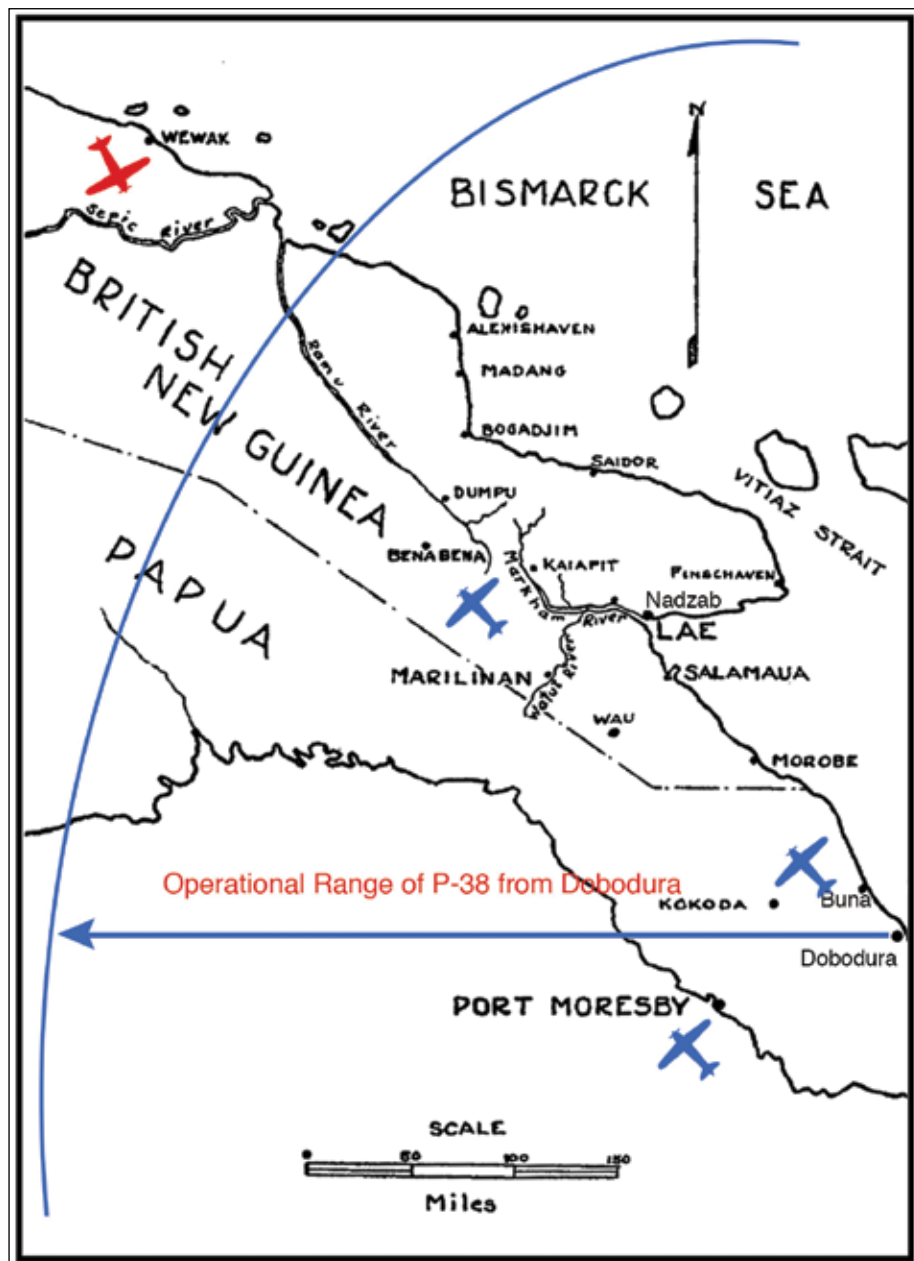 N
WEWAK
Sepic River
BISMARCK SEA
BRITISH
NEW GUINEA
ALEXISHAVEN
Ramu River
MADANG
BOGADJIM
SAIDOR
VITIAZ
STRAIT
DUMPU
BENABENA
PAPUA
Markham River
KAIAPIT
FINSCHAVEN
Nadzab
LAE
MARILINAN
Watut River
SALAMAUA
WAU
MOROBE
Operational Range of P-38 from Dobodura
KOKODA
Buna
Dobodura
PORT MORESBY
SCALE
0 50 100 150
Miles